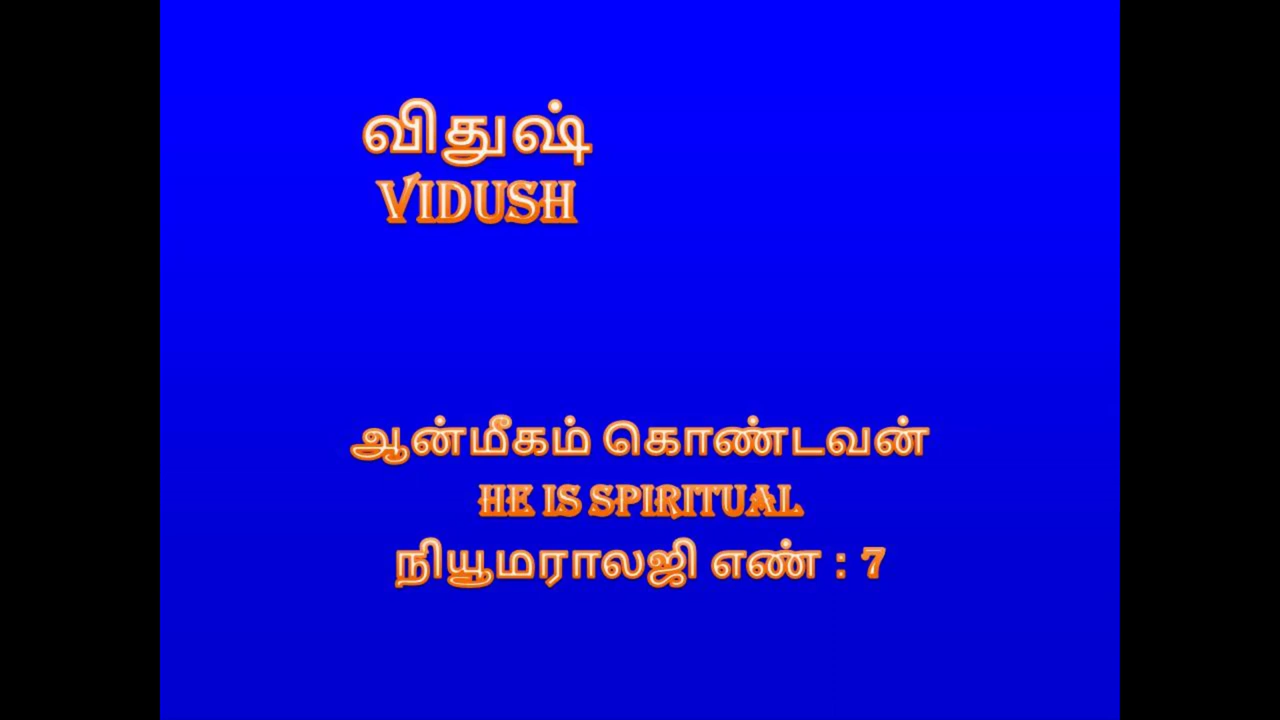 விதுஷ்
VIDUSH
ஆன்மீகம் கொண்டவன்
HE IS SPIRITUAL
நியூமராலஜி எண் : 7